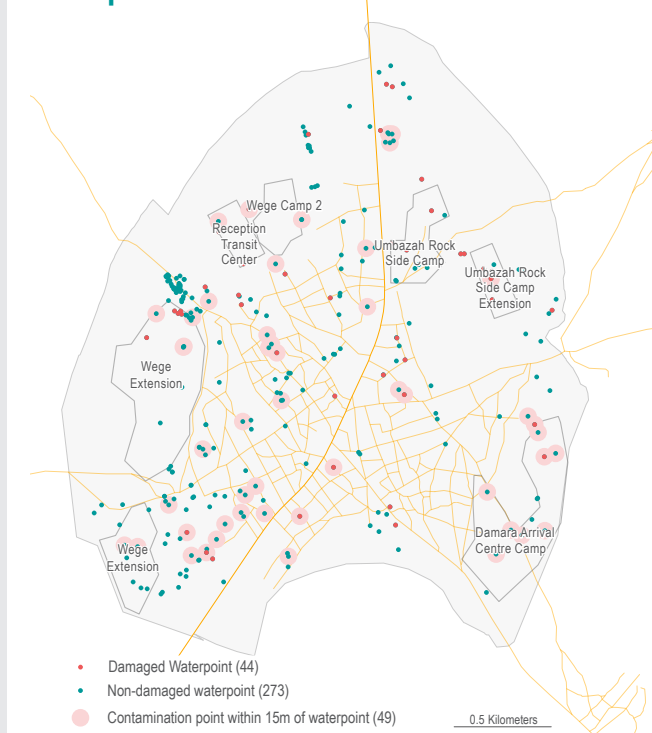 Wege Camp 2
Reception
Transit
Center
Umbazah Rock
Side Camp
Umbazah Rock
Side Camp
Extension
Wege
Extension
Damara Arrival
Centre Camp
Wege
Extension
Damaged Waterpoint (44)
Non-damaged waterpoint (273)
Contamination point within 15m of waterpoint (49)
0.5 Kilometers